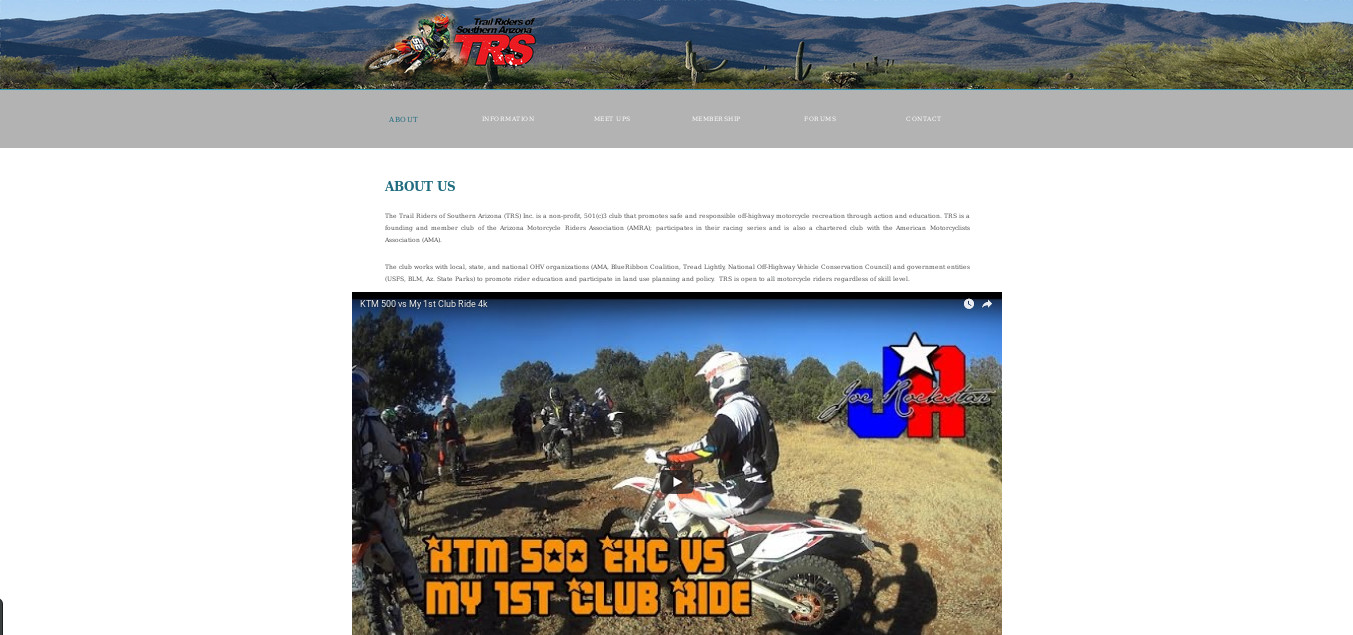 Trail Riders of
Southern Arizona
TRS
ABOUT
INFORMATION
MEET UPS
MEMBERSHIP
FORUMS
CONTACT
ABOUT US
The Trail Riders of Southern Arizona (TRS) Inc. is a non-profit, 501(c)3 club that promotes safe and responsible off-highway motorcycle recreation through action and education. TRS is a
founding and member club of the Arizona Motorcycle Riders Association (AMRA); participates in their racing series and is also a chartered club with the American Motorcyclists
Association (AMA).
The club works with local, state, and national OHV organizations (AMA, BlueRibbon Coalition, Tread Lightly, National Off-Highway Vehicle Conservation Council) and government entities
(USFS, BLM, Az. State Parks) to promote rider education and participate in land use planning and policy. TRS is open to all motorcycle riders regardless of skill level.
KTM 500 vs My 1st Club Ride 4k
JR
Joe Rockstar
KTM 500 EXC VS
MY 1ST CLUB RIDE